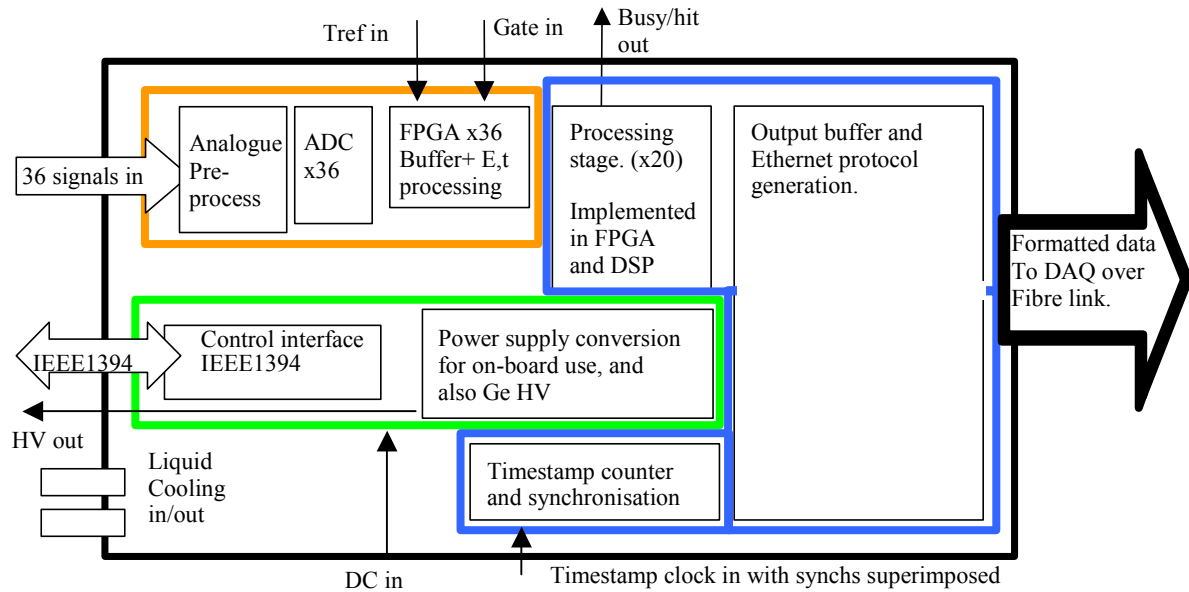 Tref in
Gate in
Busy/hit
out
36 signals in
Analogue
Pre-
process
ADC
x36
FPGA x36
Buffer+ E,t
processing
Processing
stage. (x20)
Implemented
in FPGA
and DSP
Output buffer and
Ethernet protocol
generation.
Formatted data
To DAQ over
Fibre link.
IEEE1394
Control interface
IEEE1394
Power supply conversion
for on-board use, and
also Ge HV
HV out
Liquid
Cooling
in/out
Timestamp counter
and synchronisation
DC in
Timestamp clock in with synchs superimposed